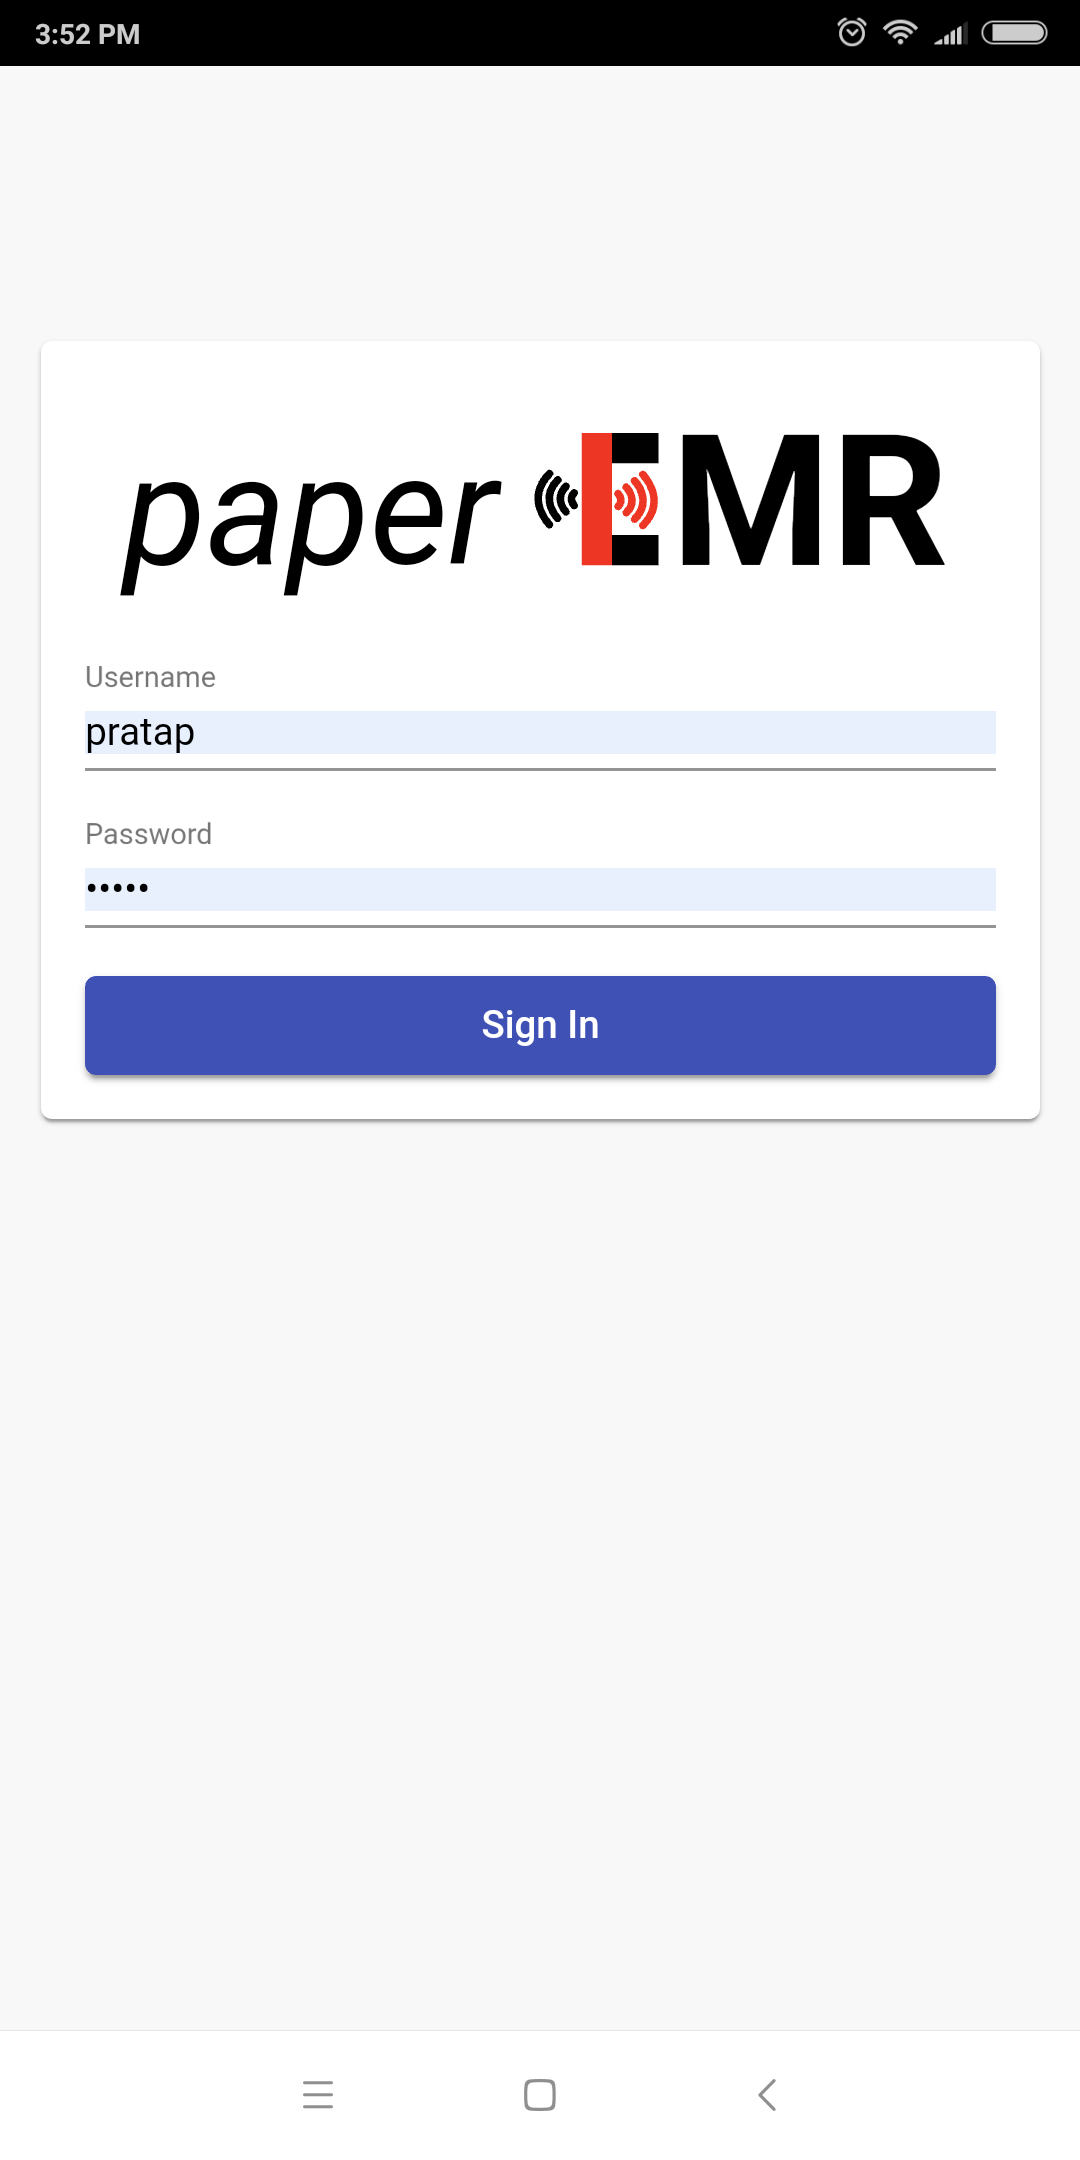 3:52 PM
paper EMR
Username
pratap
Password
•••••
Sign In